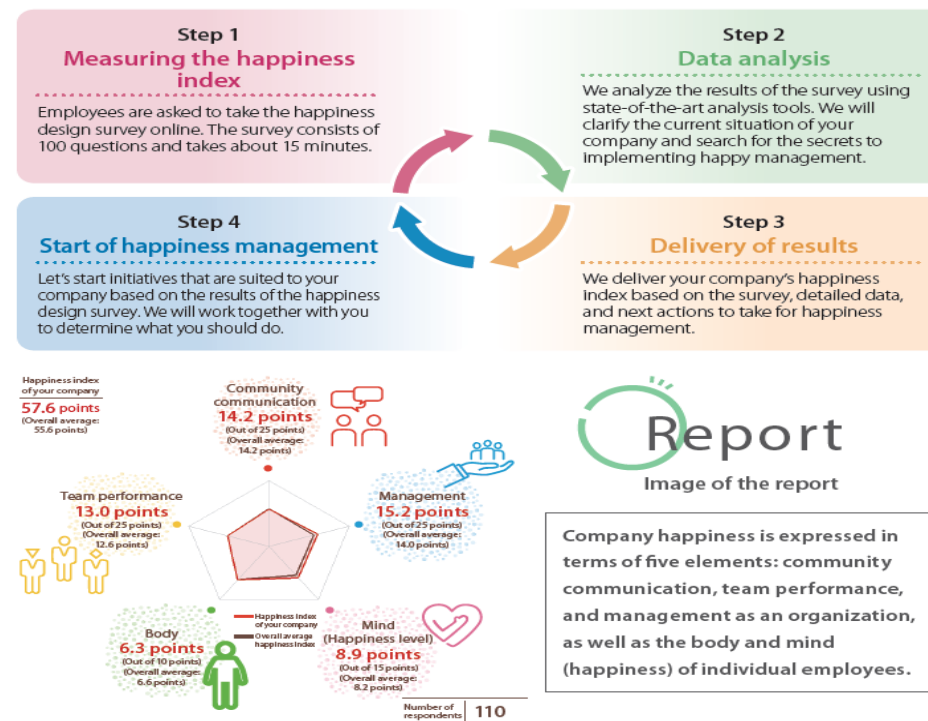 Step 1
Measuring the happiness
index
Employees are asked to take the happiness
design survey online. The survey consists of
100 questions and takes about 15 minutes.
Step 2
Data analysis
We analyze the results of the survey using
state-of-the-art analysis tools. We will
clarify the current situation of your
company and search for the secrets to
implementing happy management.
Step 4
Start of happiness management
Let's start initiatives that are suited to your
company based on the results of the happiness
design survey. We will work together with you
to determine what you should do.
Step 3
Delivery of results
We deliver your company's happiness
index based on the survey, detailed data,
and next actions to take for happiness
management.
Happiness index
of your company
57.6 points
(Overall average:
55.6 points)
Community
communication
14.2 points
(Out of 25 points)
(Overall average:
14.2 points)
Team performance
13.0 points
(Out of 25 points)
(Overall average:
12.6 points)
Management
15.2 points
(Out of 25 points)
(Overall average:
14.0 points)
Body
6.3 points
(Out of 10 points)
(Overall average:
6.6 points)
Happiness index
of your company
Overall average
happiness index
Mind
(Happiness level)
8.9 points
(Out of 15 points)
(Overall average:
8.2 points)
Number of
respondents 110
Report
Image of the report
Company happiness is expressed in
terms of five elements: community
communication, team performance,
and management as an organization,
as well as the body and mind
(happiness) of individual employees.